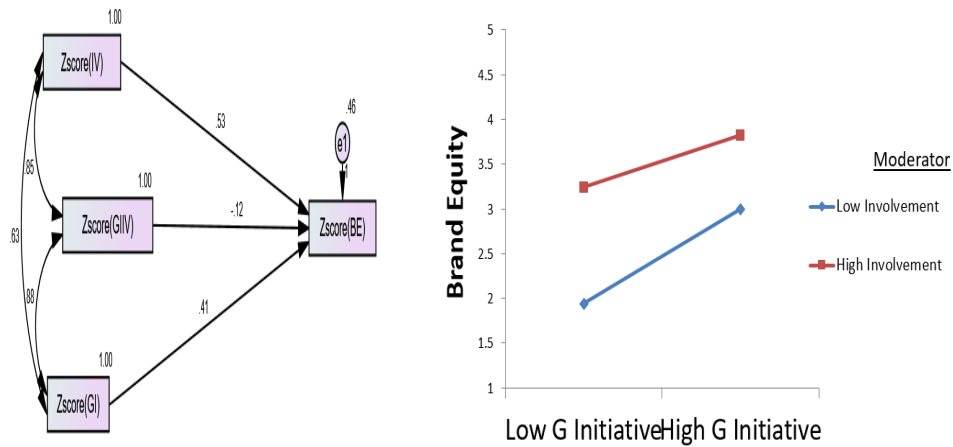 1.00
Zscore(IV)
.53
.46
e1
1
.85
1.00
Zscore(GIIV)
-.12
Zscore(BE)
.63
.88
.41
1.00
Zscore(GI)
5
4.5
4
3.5
3
2.5
2
1.5
1
Brand Equity
Low G Initiative
High G Initiative
Moderator
Low Involvement
High Involvement